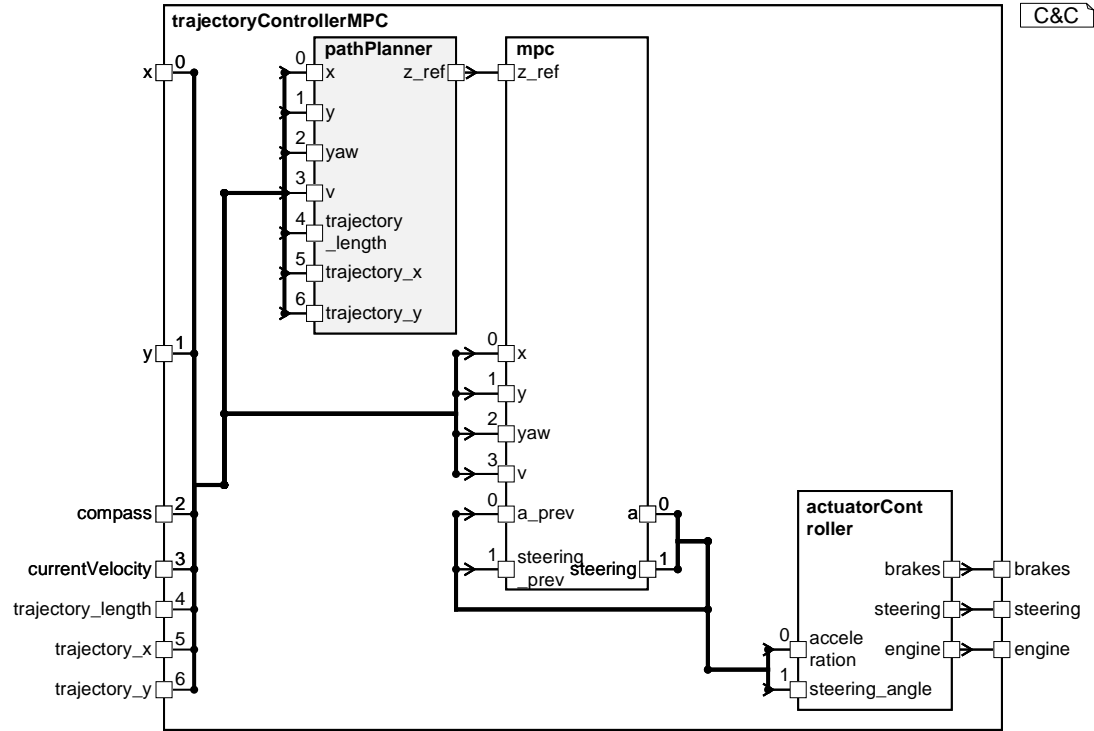 trajectoryControllerMPC
C&C
pathPlanner
mpc
x 0
0
x
z_ref
z_ref
1
y
2
yaw
3
v
4
trajectory
_length
5
trajectory_x
6
trajectory_y
y 1
0
x
1
y
2
yaw
3
v
compass 2
0
a_prev
a 0
currentVelocity 3
1
steering
_prev
steering 1
trajectory_length 4
trajectory_x 5
trajectory_y 6
actuatorCont
roller
brakes
brakes
steering
steering
engine
engine
0
accele
ration
1
steering_angle